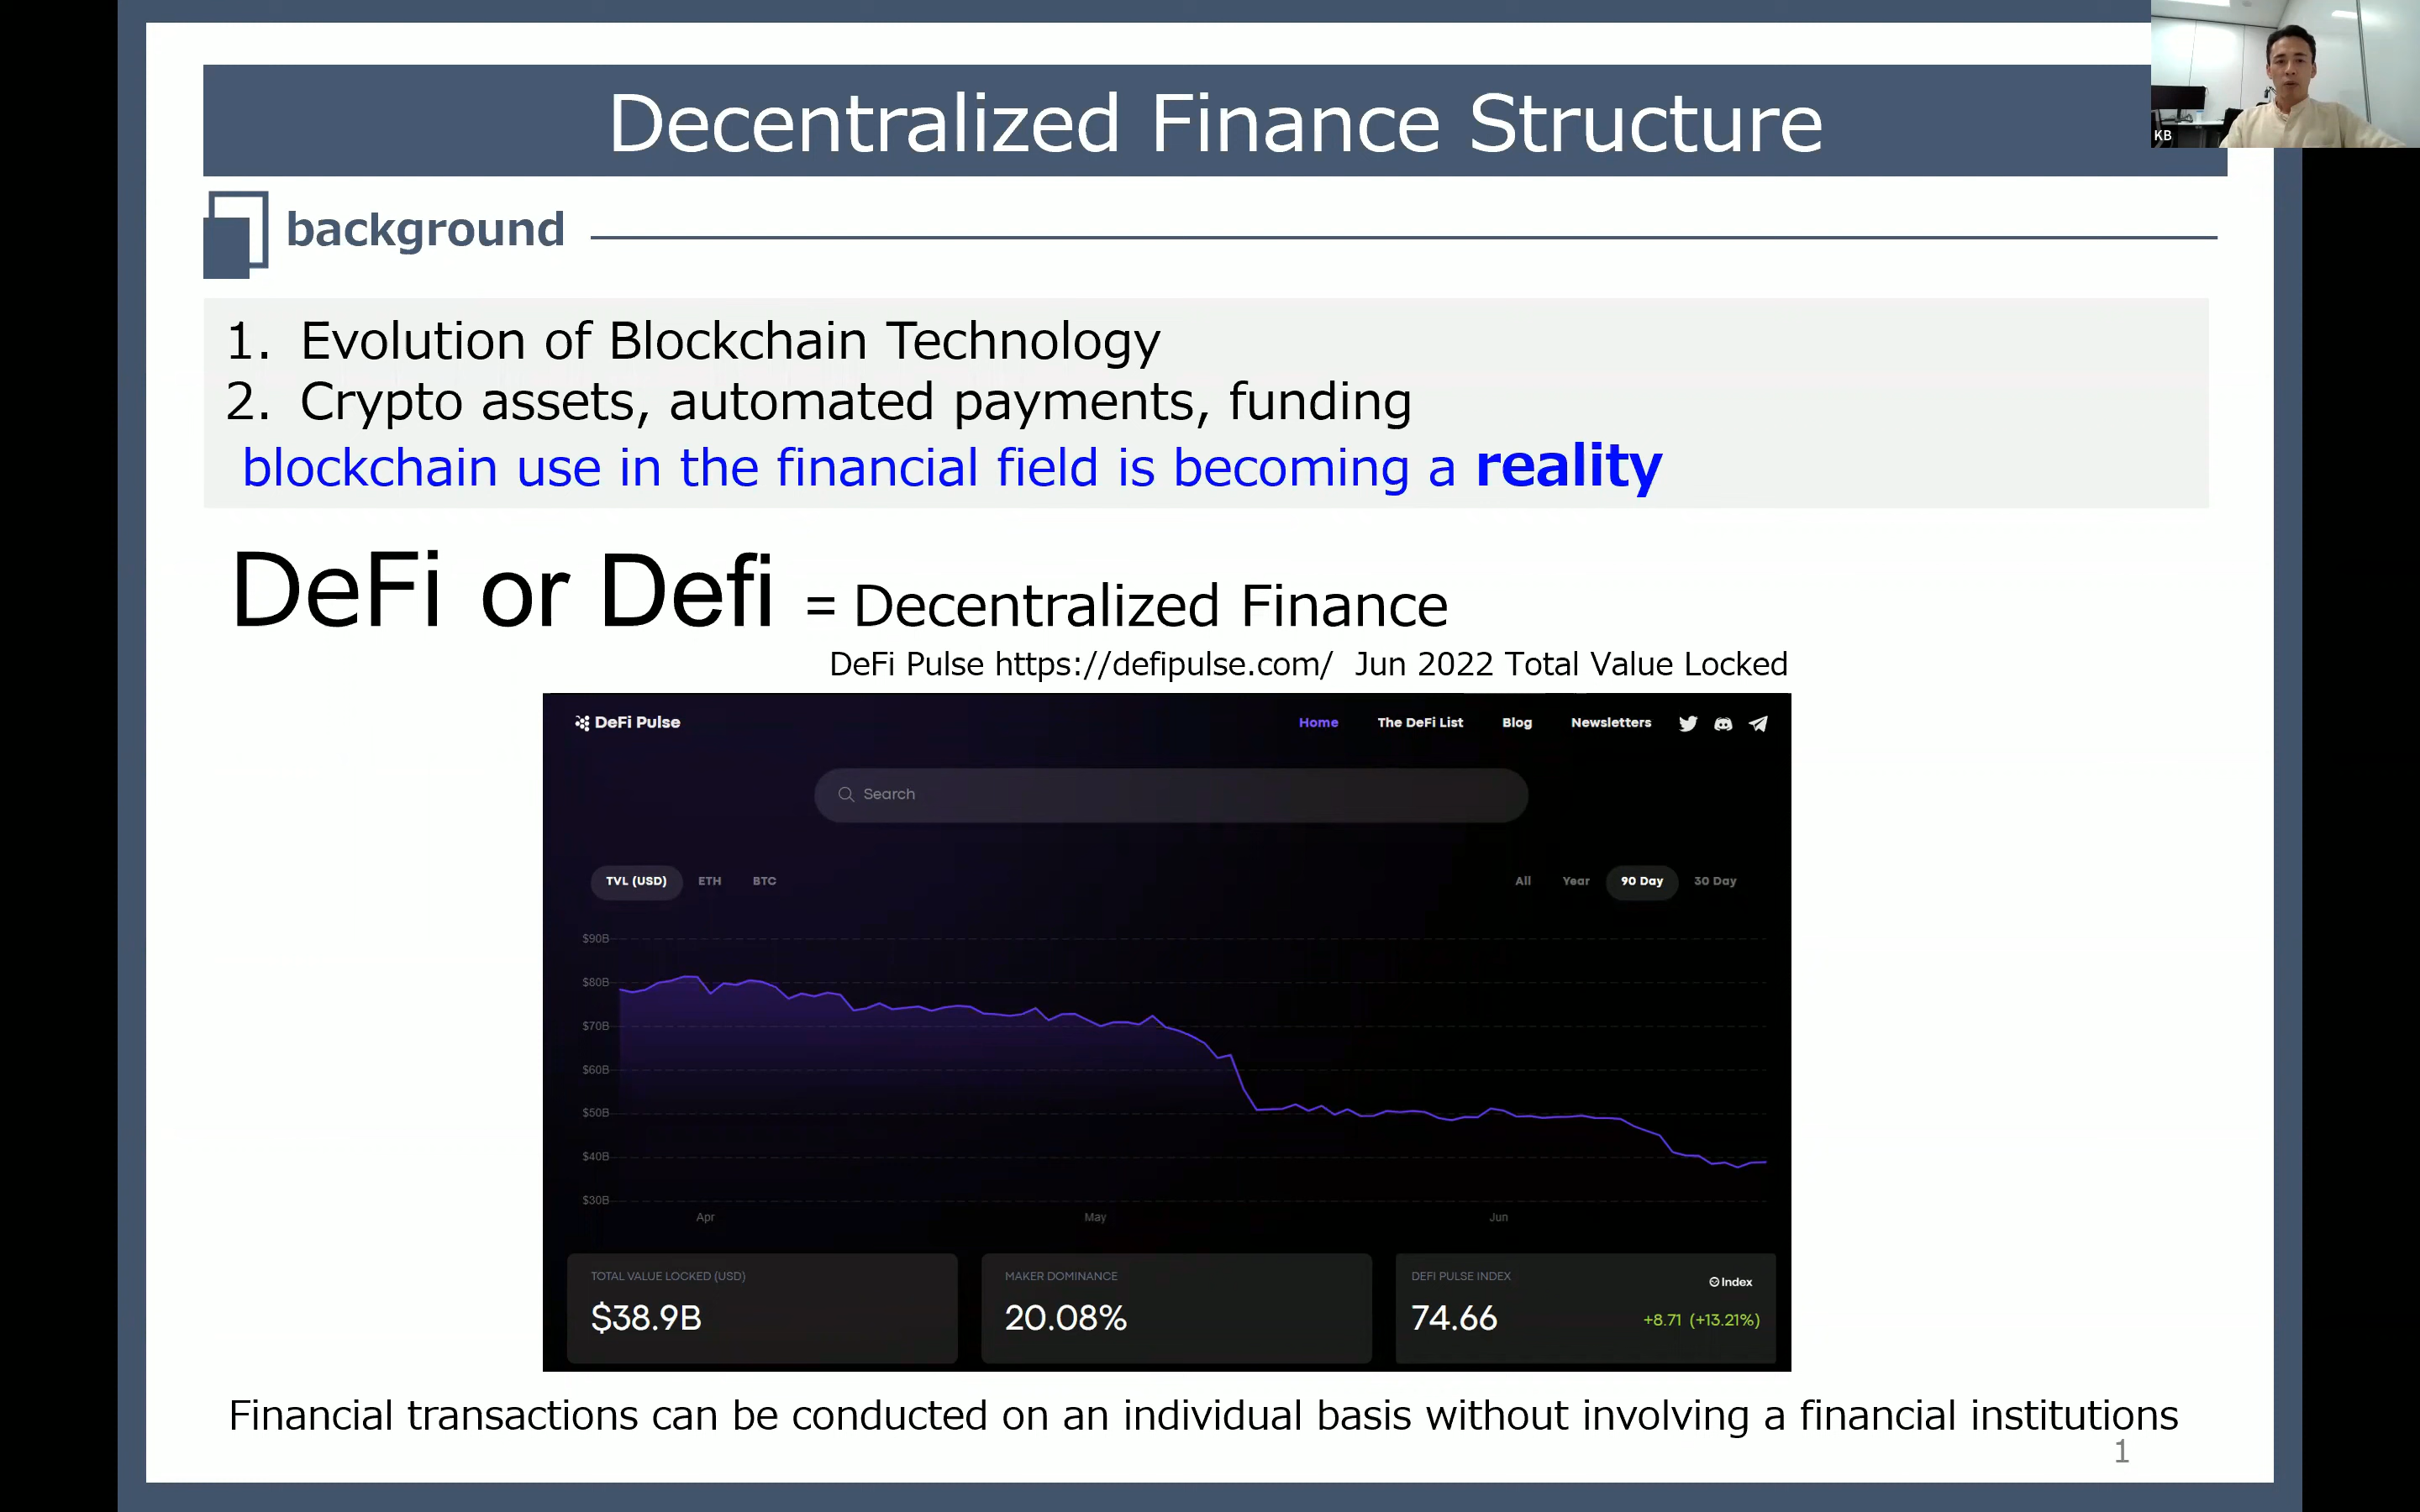 Decentralized Finance Structure
KB
background
1. Evolution of Blockchain Technology
2. Crypto assets, automated payments, funding
blockchain use in the financial field is becoming a reality
DeFi or Defi = Decentralized Finance
DeFi Pulse https://defipulse.com/ Jun 2022 Total Value Locked
DeFi Pulse Home The DeFi List Blog Newsletters
Search
TVL (USD) ETH BTC All Year 90 Day 30 Day
$90B
$80B
$70B
$60B
$50B
$40B
$30B
Apr May Jun
TOTAL VALUE LOCKED (USD)
$38.9B
MAKER DOMINANCE
20.08%
DEFI PULSE INDEX
Index
74.66
+8.71 (+13.21%)
Financial transactions can be conducted on an individual basis without involving a financial institutions
1